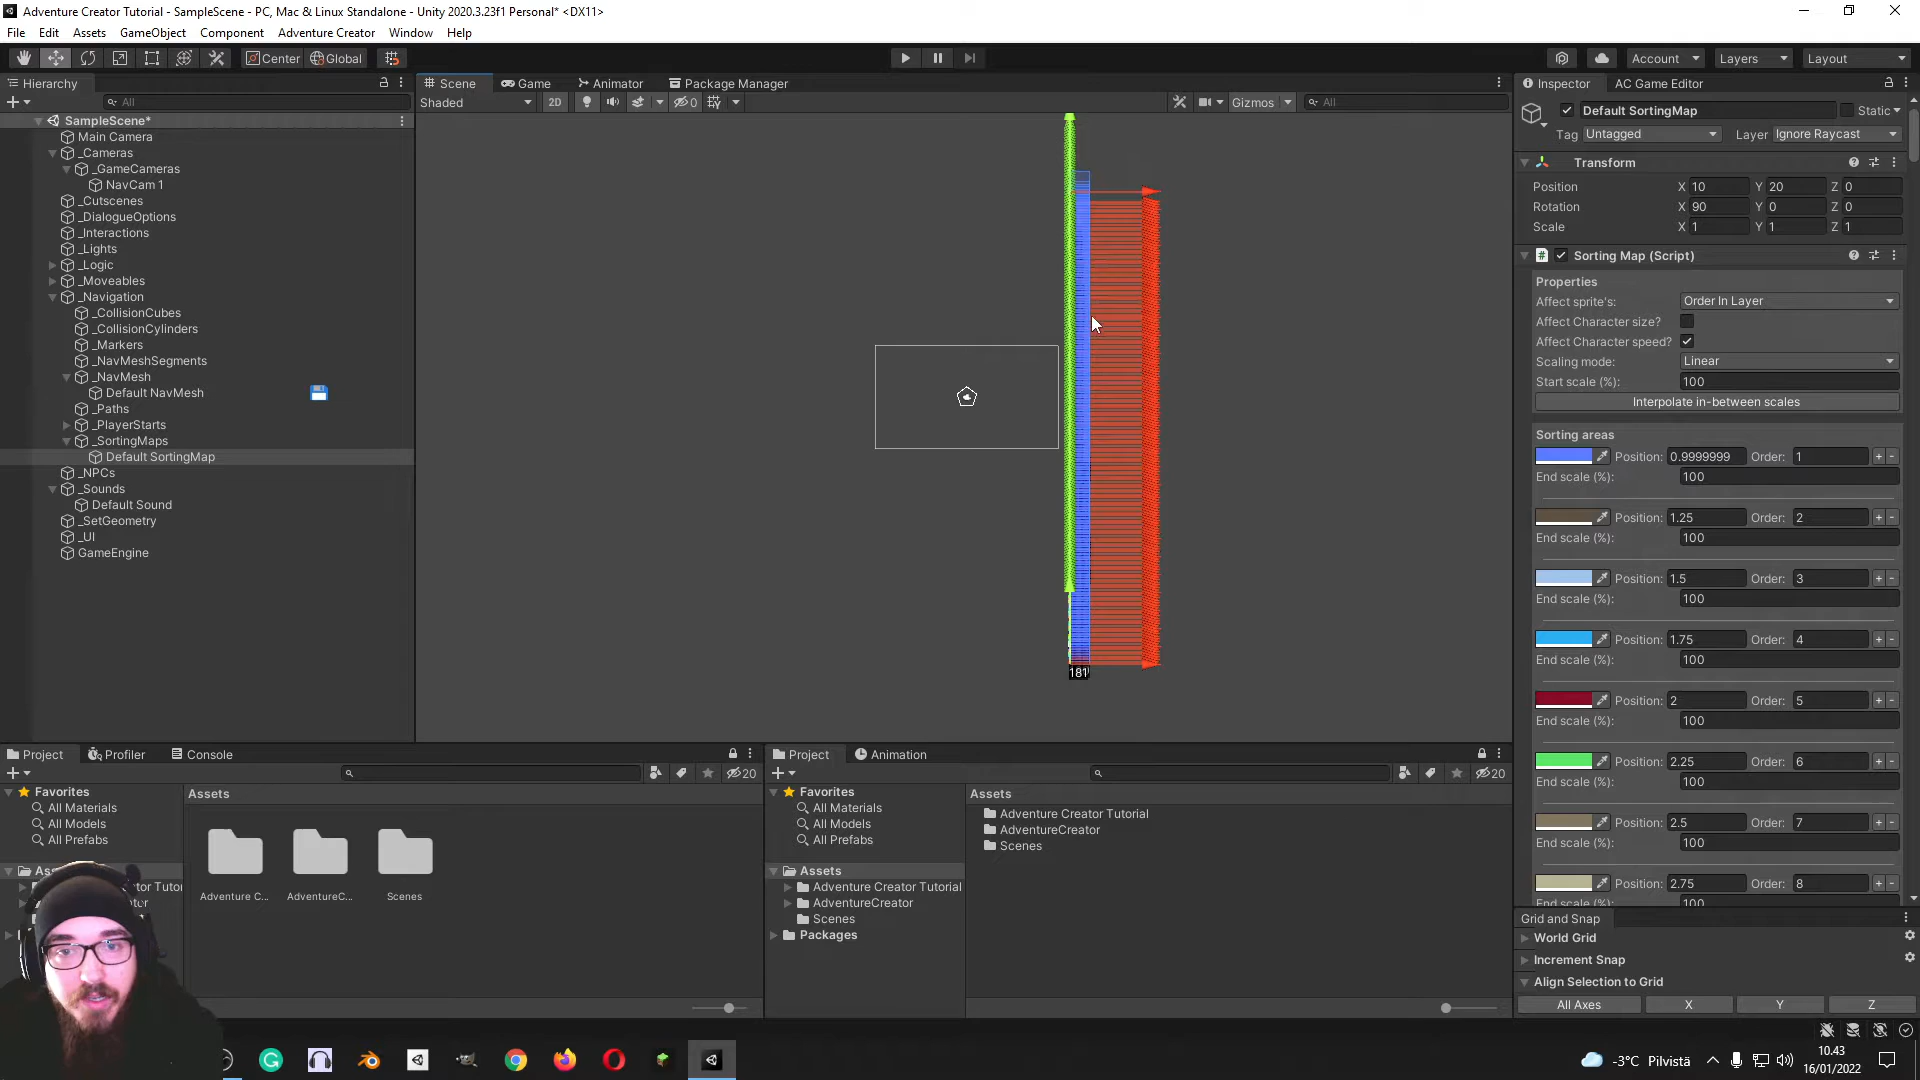 Adventure Creator Tutorial - SampleScene - PC, Mac & Linux Standalone - Unity 2020.3.23f1 Personal* <DX11>
File Edit Assets GameObject Component Adventure Creator Window Help
Center Global
Account Layers Layout
Hierarchy
Scene Game Animator Package Manager
Inspector AC Game Editor
All
Shaded 2D 0 Gizmos All
SampleScene*
Main Camera
_Cameras
_GameCameras
NavCam 1
_Cutscenes
_DialogueOptions
_Interactions
_Lights
_Logic
_Moveables
_Navigation
_CollisionCubes
_CollisionCylinders
_Markers
_NavMeshSegments
_NavMesh
Default NavMesh
_Paths
_PlayerStarts
_SortingMaps
Default SortingMap
_NPCs
_Sounds
Default Sound
_SetGeometry
_UI
GameEngine
181
Default SortingMap Static
Tag Untagged Layer Ignore Raycast
Transform
Position X 10 Y 20 Z 0
Rotation X 90 Y 0 Z 0
Scale X 1 Y 1 Z 1
Sorting Map (Script)
Properties
Affect sprite's: Order In Layer
Affect Character size?
Affect Character speed?
Scaling mode: Linear
Start scale (%): 100
Interpolate in-between scales
Sorting areas
Position: 0.9999999 Order: 1 + -
End scale (%): 100
Position: 1.25 Order: 2 + -
End scale (%): 100
Position: 1.5 Order: 3 + -
End scale (%): 100
Position: 1.75 Order: 4 + -
End scale (%): 100
Position: 2 Order: 5 + -
End scale (%): 100
Position: 2.25 Order: 6 + -
End scale (%): 100
Position: 2.5 Order: 7 + -
End scale (%): 100
Position: 2.75 Order: 8 + -
End scale (%): 100
Grid and Snap
World Grid
Increment Snap
Align Selection to Grid
All Axes X Y Z
Project Profiler Console
20
Favorites
All Materials
All Models
All Prefabs
Assets
Adventure C... AdventureC... Scenes
Project Animation
20
Favorites
All Materials
All Models
All Prefabs
Assets
Adventure Creator Tutorial
AdventureCreator
Scenes
Packages
Assets
Adventure Creator Tutorial
AdventureCreator
Scenes
-3°C Pilvistä
10.43
16/01/2022